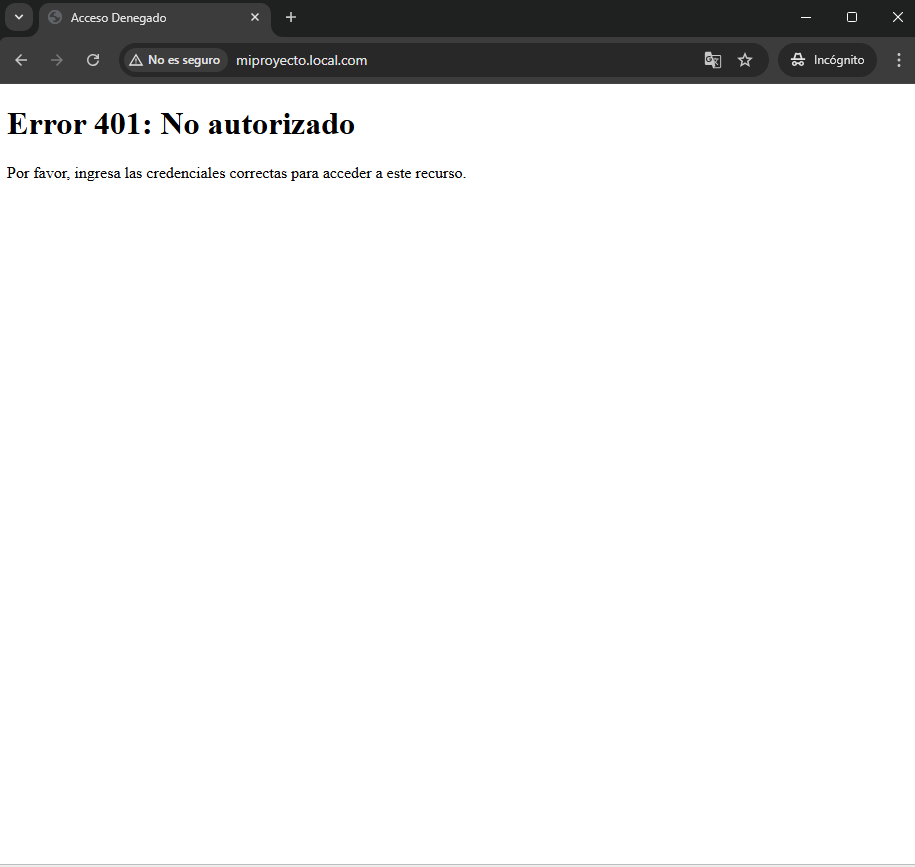 Acceso Denegado
No es seguro
miproyecto.local.com
Incógnito
Error 401: No autorizado
Por favor, ingresa las credenciales correctas para acceder a este recurso.